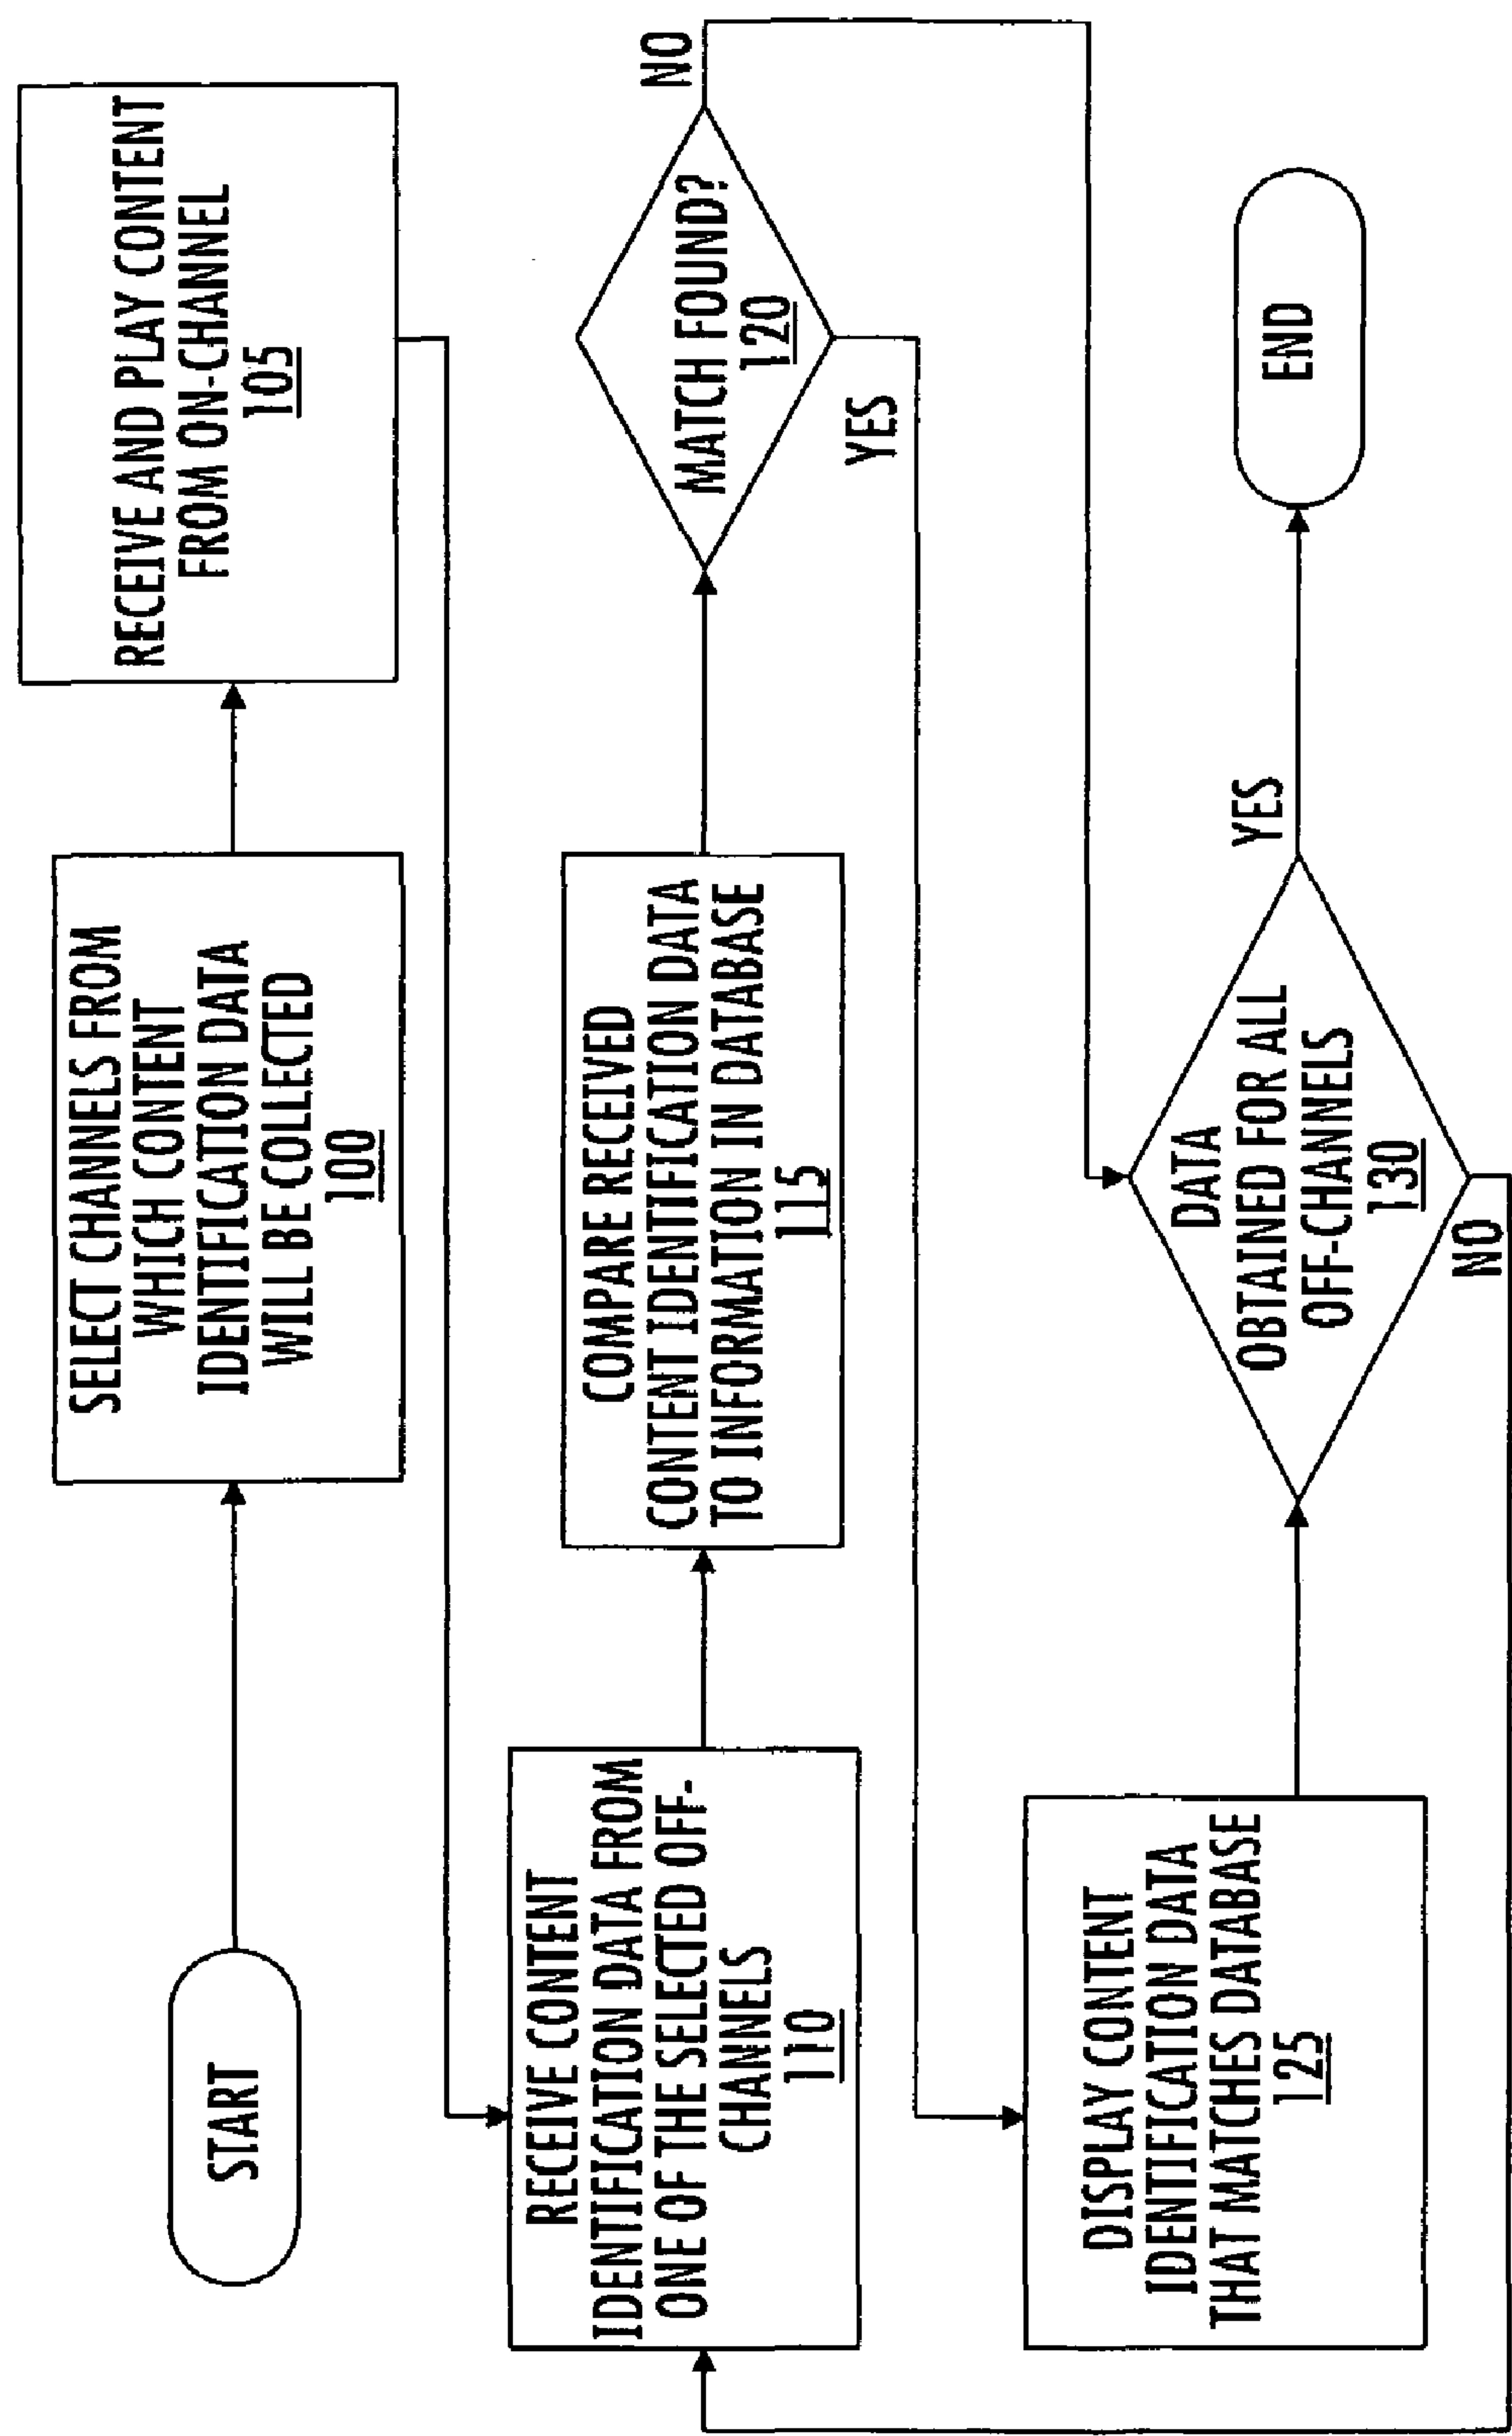 START
SELECT CHANNELS FROM
WHICH CONTENT
IDENTIFICATION DATA
WILL BE COLLECTED
100
RECEIVE AND PLAY CONTENT
FROM ON-CHANNEL
105
RECEIVE CONTENT
IDENTIFICATION DATA FROM
ONE OF THE SELECTED OFF-
CHANNELS
110
COMPARE RECEIVED
CONTENT IDENTIFICATION DATA
TO INFORMATION IN DATABASE
115
MATCH FOUND?
120
NO
YES
DISPLAY CONTENT
IDENTIFICATION DATA
THAT MATCHES DATABASE
125
DATA
OBTAINED FOR ALL
OFF-CHANNELS
130
YES
NO
END